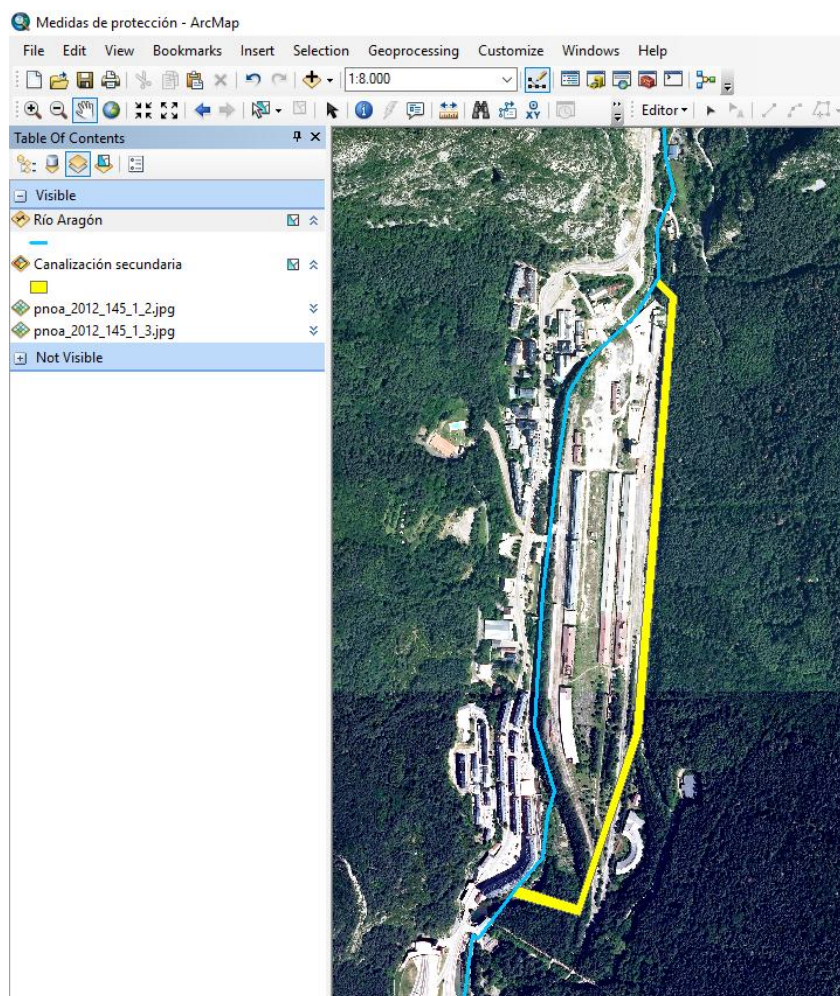 Medidas de protección - ArcMap
File Edit View Bookmarks Insert Selection Geoprocessing Customize Windows Help
1:8.000
XY Editor
Table Of Contents
Visible
Río Aragón
Canalización secundaria
pnoa_2012_145_1_2.jpg
pnoa_2012_145_1_3.jpg
Not Visible